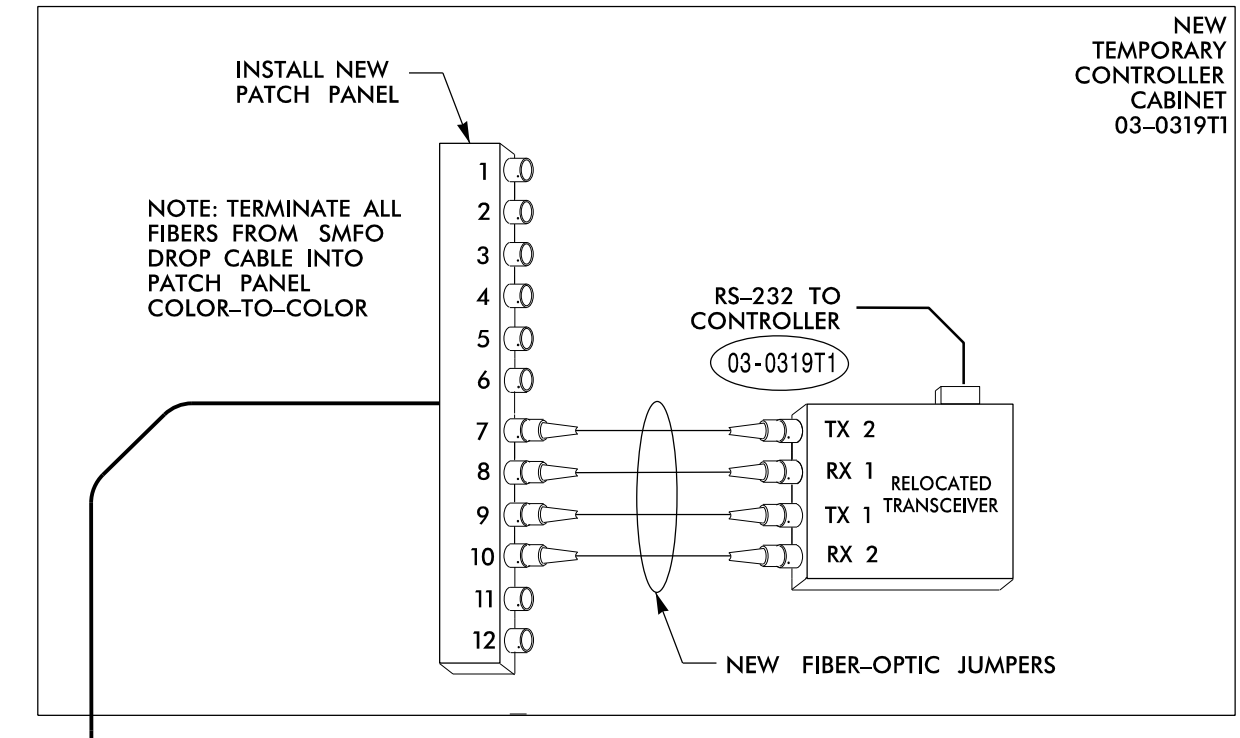 NEW
TEMPORARY
CONTROLLER
CABINET
03–0319T1
INSTALL NEW
PATCH PANEL
NOTE: TERMINATE ALL
FIBERS FROM SMFO
DROP CABLE INTO
PATCH PANEL
COLOR–TO–COLOR
1
2
3
4
5
6
7
8
9
10
11
12
RS–232 TO
CONTROLLER
03-0319T1
TX 2
RX 1
TX 1
RX 2
RELOCATED
TRANSCEIVER
NEW FIBER–OPTIC JUMPERS